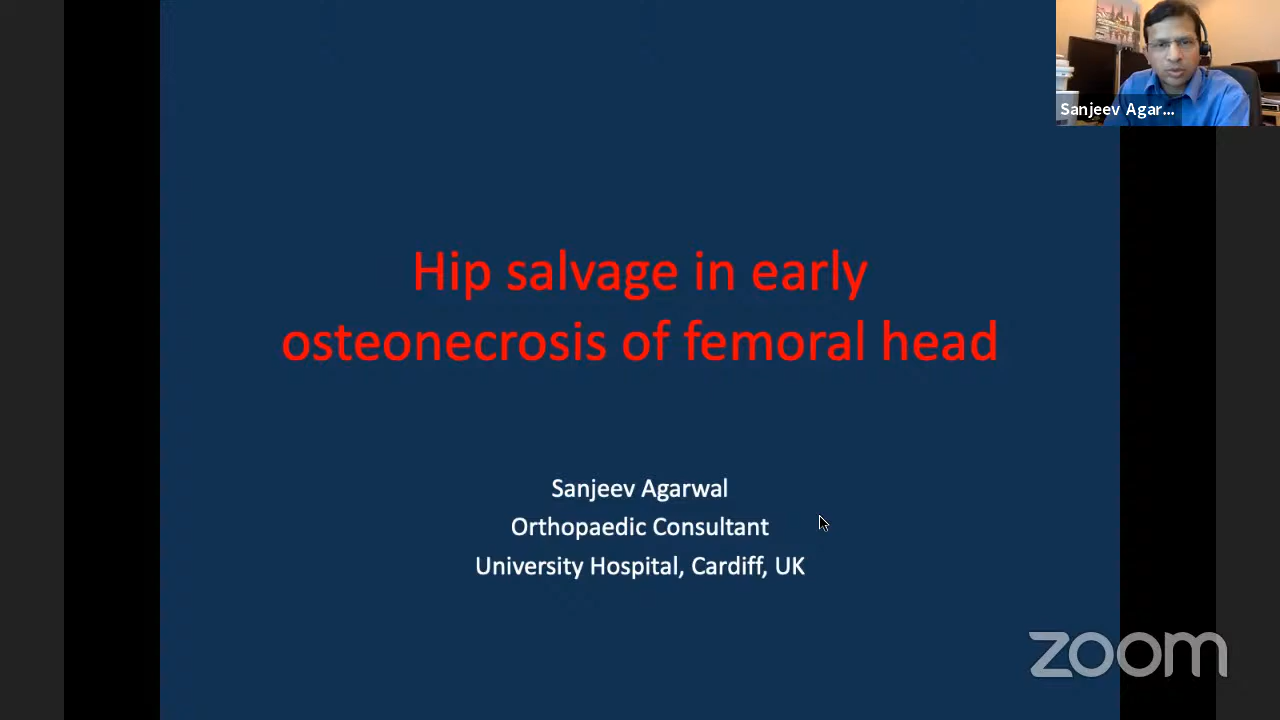 Sanjeev Agar...
Hip salvage in early
osteonecrosis of femoral head
Sanjeev Agarwal
Orthopaedic Consultant
University Hospital, Cardiff, UK
zoom